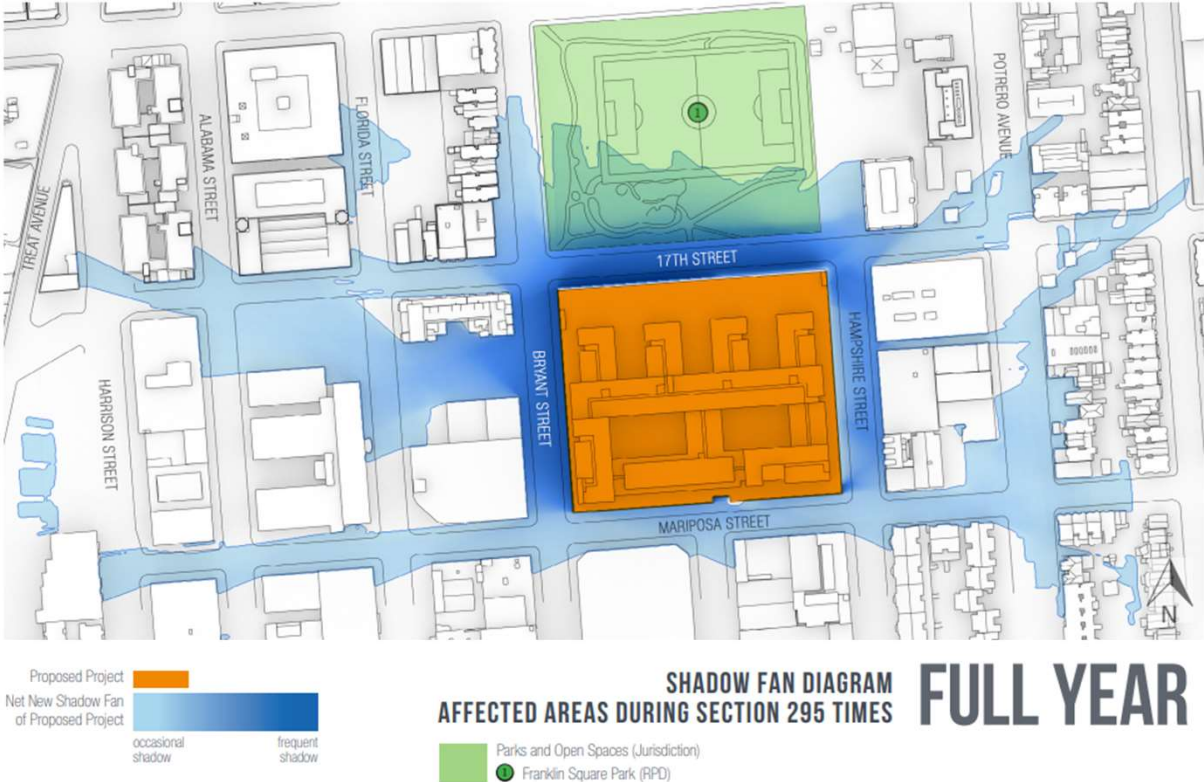 TREAT AVENUE
ALABAMA STREET
FLORIDA STREET
POTRERO AVENUE
1
17TH STREET
HARRISON STREET
BRYANT STREET
HAMPSHIRE STREET
MARIPOSA STREET
N
Proposed Project
Net New Shadow Fan
of Proposed Project
occasional
shadow
frequent
shadow
SHADOW FAN DIAGRAM
AFFECTED AREAS DURING SECTION 295 TIMES
FULL YEAR
Parks and Open Spaces (Jurisdiction)
1 Franklin Square Park (RPD)